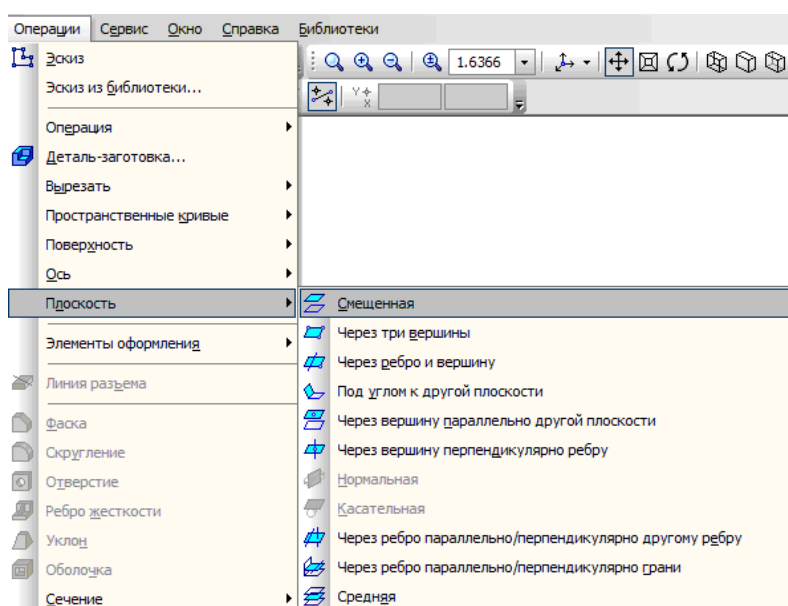 Операции Сервис Окно Справка Библиотеки
1.6366
Y
X
Эскиз
Эскиз из библиотеки...
Операция
Деталь-заготовка...
Вырезать
Пространственные кривые
Поверхность
Ось
Плоскость
Элементы оформления
Линия разъема
Фаска
Скругление
Отверстие
Ребро жесткости
Уклон
Оболочка
Сечение
Смещенная
Через три вершины
Через ребро и вершину
Под углом к другой плоскости
Через вершину параллельно другой плоскости
Через вершину перпендикулярно ребру
Нормальная
Касательная
Через ребро параллельно/перпендикулярно другому ребру
Через ребро параллельно/перпендикулярно грани
Средняя